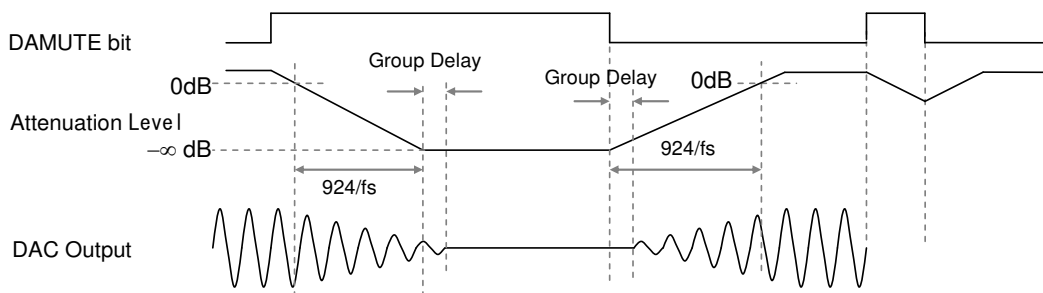 DAMUTE bit
Group Delay
Group Delay
0dB
0dB
Attenuation Level
−∞ dB
924/fs
924/fs
DAC Output